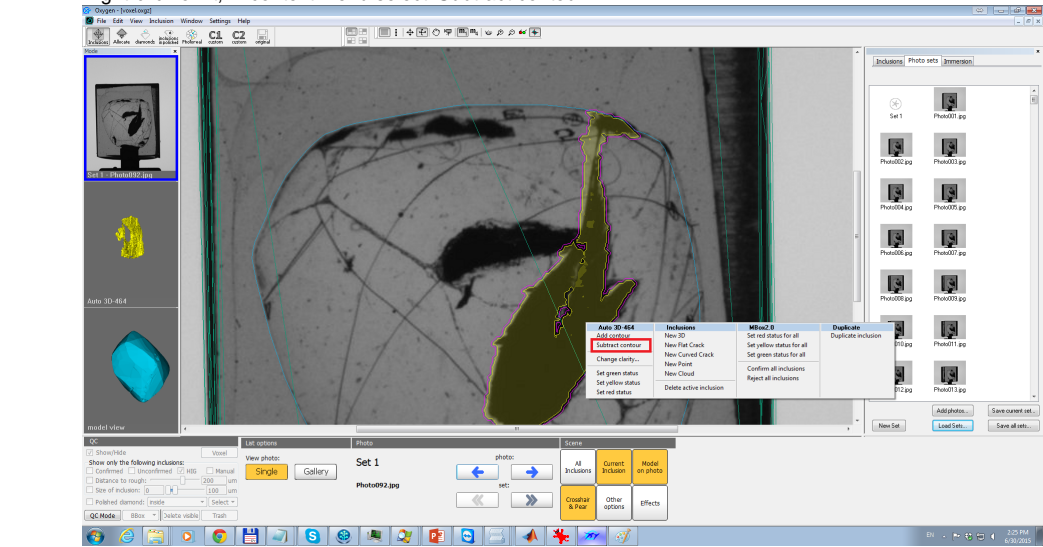 Oxygen - [voxel.oxgz]
File Edit View Inclusion Window Settings Help
Inclusions Allocate diamonds inclusions in polished Photoreal C1 custom C2 custom original
Mode
Inclusions Photo sets Immersion
Set 1 Photo001.jpg
Photo002.jpg Photo003.jpg
Set 1 - Photo092.jpg
Photo004.jpg Photo005.jpg
Photo006.jpg Photo007.jpg
Auto 3D-464
Photo008.jpg Photo009.jpg
Auto 3D-464 Inclusions MBox2.0 Duplicate
Add contour New 3D Set red status for all Duplicate inclusion
Subtract contour New Flat Crack Set yellow status for all
Change clarity... New Curved Crack Set green status for all
New Point
Set green status New Cloud Confirm all inclusions
Set yellow status Delete active inclusion Reject all inclusions
Set red status
010.jpg Photo011.jpg
012.jpg Photo013.jpg
Add photos... Save current set...
New Set Load Sets... Save all sets...
model view
QC List options Photo Scene
Show/Hide Voxel
Show only the following inclusions:
Confirmed Unconfirmed HIG Manual
Distance to rough: 200 um
Size of inclusion: 0 100 um
Polished diamond: inside Select
QC Mode BBox Delete visible Trash
View photo:
Single Gallery
Set 1
Photo092.jpg
photo:
set:
All Inclusions Current Inclusion Model on photo
Crosshair & Pear Other options Effects
EN 2:25 PM
6/30/2015